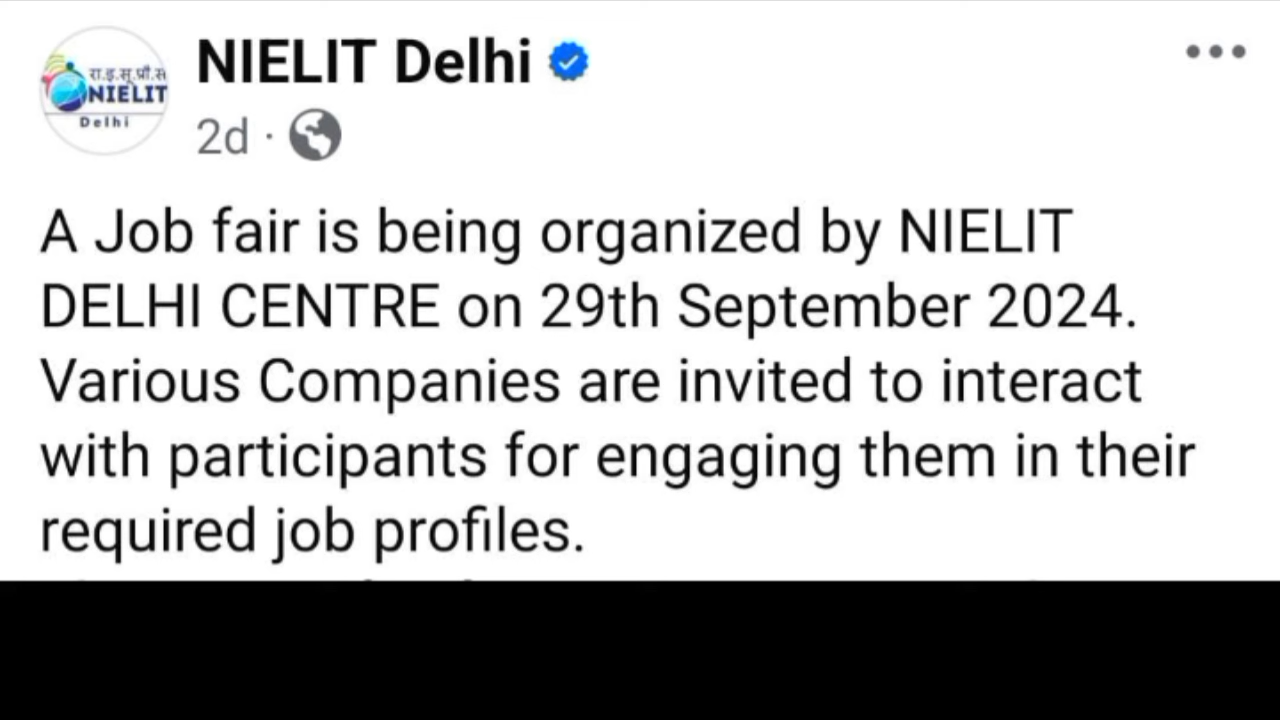 रा.इ.सू.प्रौ.सं
NIELIT
Delhi
NIELIT Delhi
2d ·
A Job fair is being organized by NIELIT
DELHI CENTRE on 29th September 2024.
Various Companies are invited to interact
with participants for engaging them in their
required job profiles.